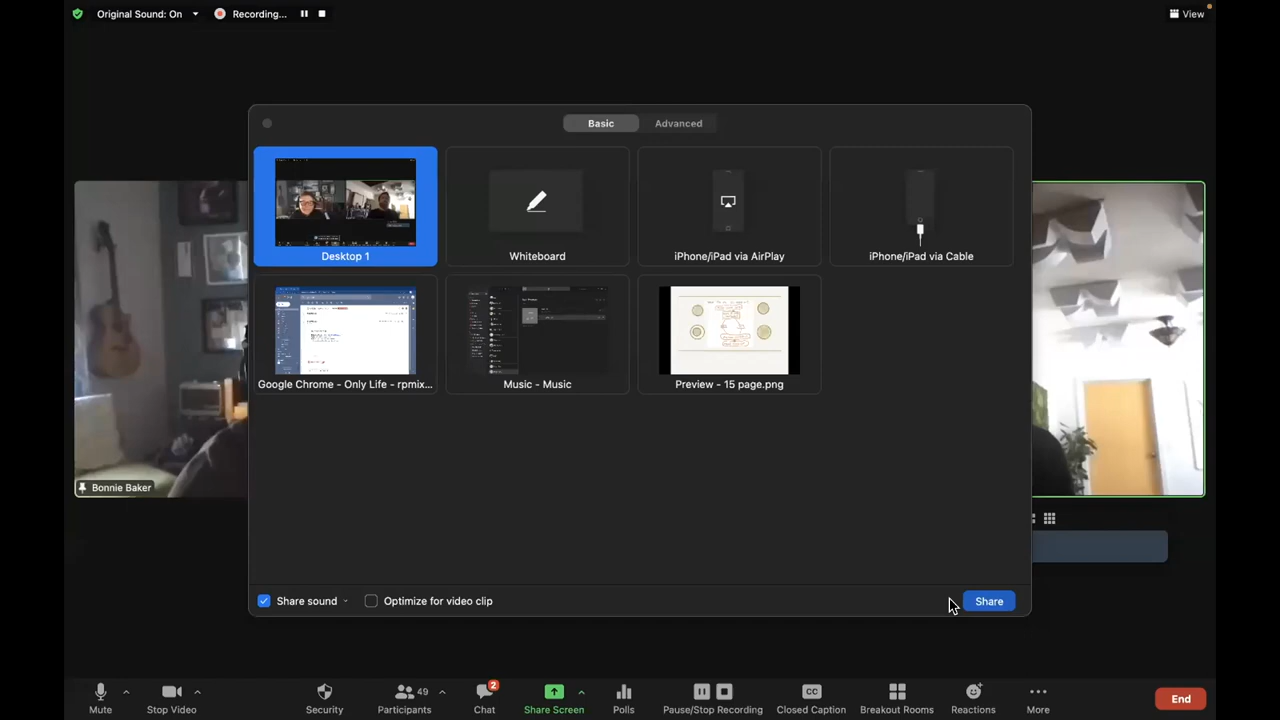 Original Sound: On
Recording...
View
Basic
Advanced
Desktop 1
Whiteboard
iPhone/iPad via AirPlay
iPhone/iPad via Cable
Google Chrome - Only Life - rpmix...
Music - Music
Preview - 15 page.png
Bonnie Baker
Share sound
Optimize for video clip
Share
Mute
Stop Video
Security
49
Participants
2
Chat
Share Screen
Polls
Pause/Stop Recording
CC
Closed Caption
Breakout Rooms
Reactions
More
End